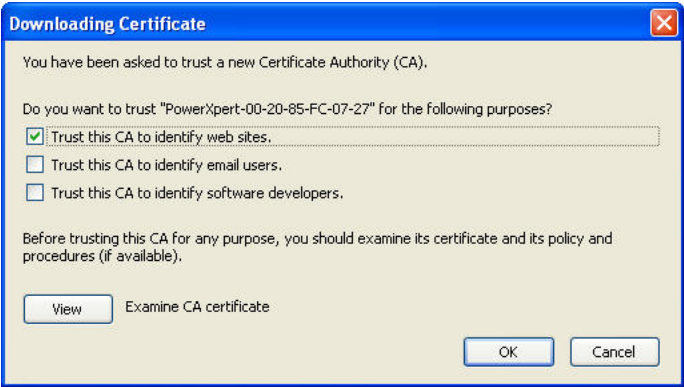 Downloading Certificate
You have been asked to trust a new Certificate Authority (CA).
Do you want to trust "PowerXpert-00-20-85-FC-07-27" for the following purposes?
Trust this CA to identify web sites.
Trust this CA to identify email users.
Trust this CA to identify software developers.
Before trusting this CA for any purpose, you should examine its certificate and its policy and
procedures (if available).
View Examine CA certificate
OK Cancel